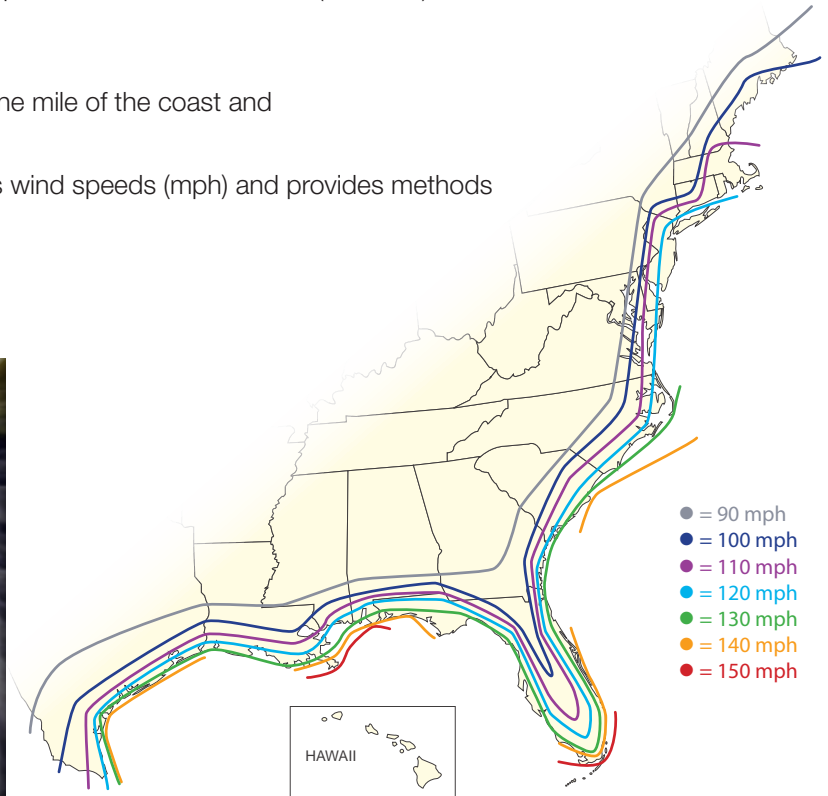 ne mile of the coast and
s wind speeds (mph) and provides methods
= 90 mph
= 100 mph
= 110 mph
= 120 mph
= 130 mph
= 140 mph
= 150 mph
HAWAII